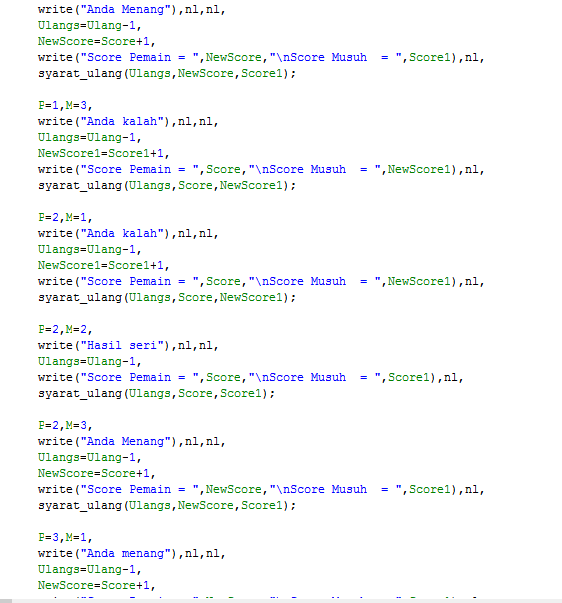 write("Anda Menang"),nl,nl,
Ulangs=Ulang-1,
NewScore=Score+1,
write("Score Pemain = ",NewScore,"\nScore Musuh  = ",Score1),nl,
syarat_ulang(Ulangs,NewScore,Score1);
P=1,M=3,
write("Anda kalah"),nl,nl,
Ulangs=Ulang-1,
NewScore1=Score1+1,
write("Score Pemain = ",Score,"\nScore Musuh  = ",NewScore1),nl,
syarat_ulang(Ulangs,Score,NewScore1);
P=2,M=1,
write("Anda kalah"),nl,nl,
Ulangs=Ulang-1,
NewScore1=Score1+1,
write("Score Pemain = ",Score,"\nScore Musuh  = ",NewScore1),nl,
syarat_ulang(Ulangs,Score,NewScore1);
P=2,M=2,
write("Hasil seri"),nl,nl,
Ulangs=Ulang-1,
write("Score Pemain = ",Score,"\nScore Musuh  = ",Score1),nl,
syarat_ulang(Ulangs,Score,Score1);
P=2,M=3,
write("Anda Menang"),nl,nl,
Ulangs=Ulang-1,
NewScore=Score+1,
write("Score Pemain = ",NewScore,"\nScore Musuh  = ",Score1),nl,
syarat_ulang(Ulangs,NewScore,Score1);
P=3,M=1,
write("Anda menang"),nl,nl,
Ulangs=Ulang-1,
NewScore=Score+1,